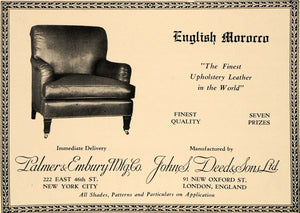 English Morocco
"The Finest
Upholstery Leather
in the World"
FINEST
QUALITY
SEVEN
PRIZES
Immediate Delivery
Palmer & Embury Mfg. Co.
222 EAST 46th ST.
NEW YORK CITY
Manufactured by
John S. Deed & Sons Ltd.
91 NEW OXFORD ST.
LONDON, ENGLAND
All Shades, Patterns and Particulars on Application